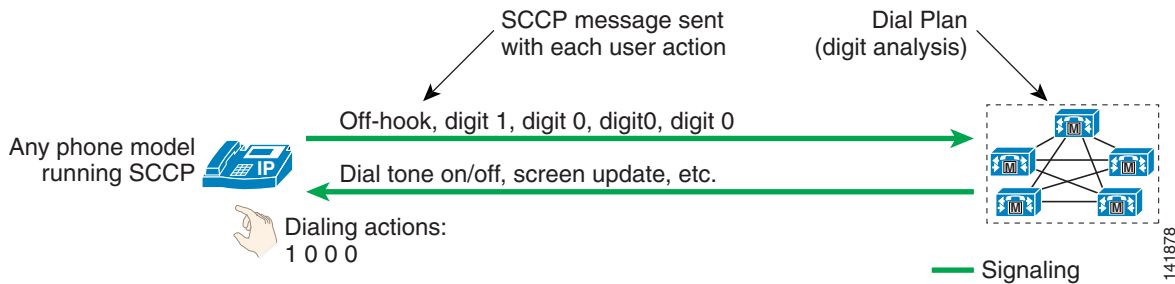 SCCP message sent
with each user action
Dial Plan
(digit analysis)
Off-hook, digit 1, digit 0, digit0, digit 0
Any phone model
running SCCP
IP
Dial tone on/off, screen update, etc.
Dialing actions:
1 0 0 0
M
M
M
M
M
Signaling
141878